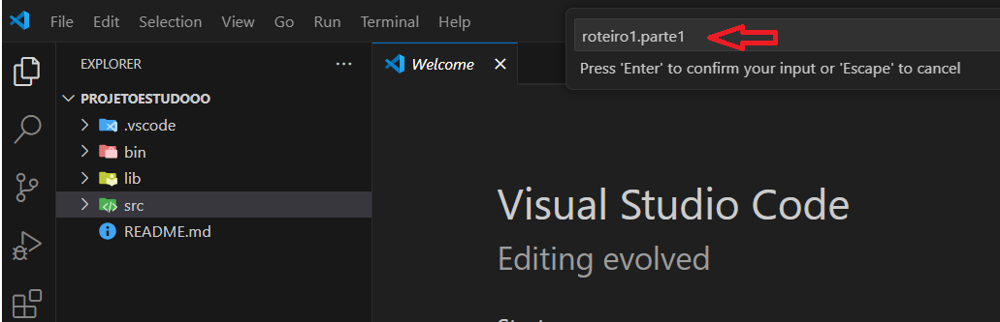 File Edit Selection View Go Run Terminal Help
roteiro1.parte1
Press 'Enter' to confirm your input or 'Escape' to cancel
EXPLORER
Welcome
PROJETOESTUDOOO
.vscode
bin
lib
src
README.md
Visual Studio Code
Editing evolved